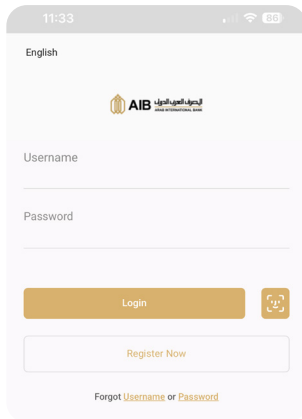 11:33
86
English
AIB المصرف العربي الدولي
ARAB INTERNATIONAL BANK
Username
Password
Login
Register Now
Forgot Username or Password